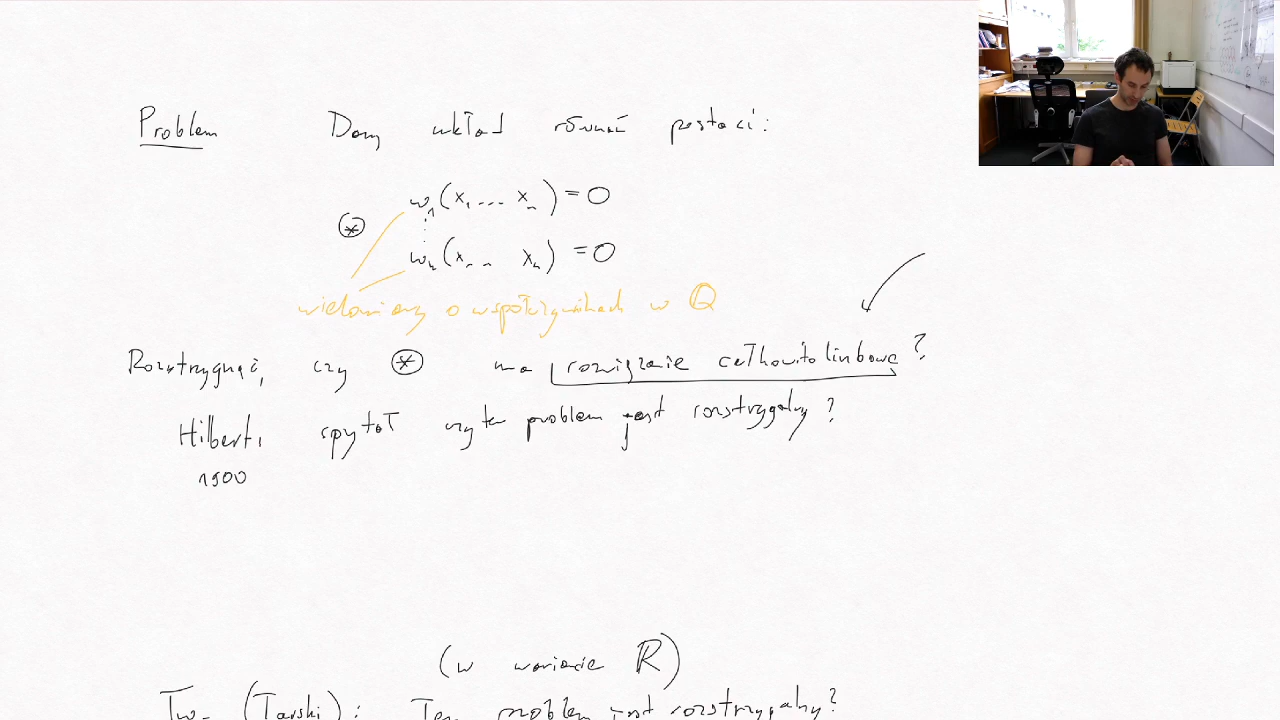 Problem Dany układ równań postaci:
w₁(x₁ ... xₙ) = 0
⊛
wₖ(x₁ ... xₙ) = 0
wielomiany o współczynnikach w ℚ
Rozstrzygnąć, czy ⊛ ma rozwiązanie całkowitoliczbowe?
Hilbert, spytał czy ten problem jest rozstrzygalny?
1900
(w wariancie ℝ)
Tw. (Tarski): Ten problem jest rozstrzygalny?